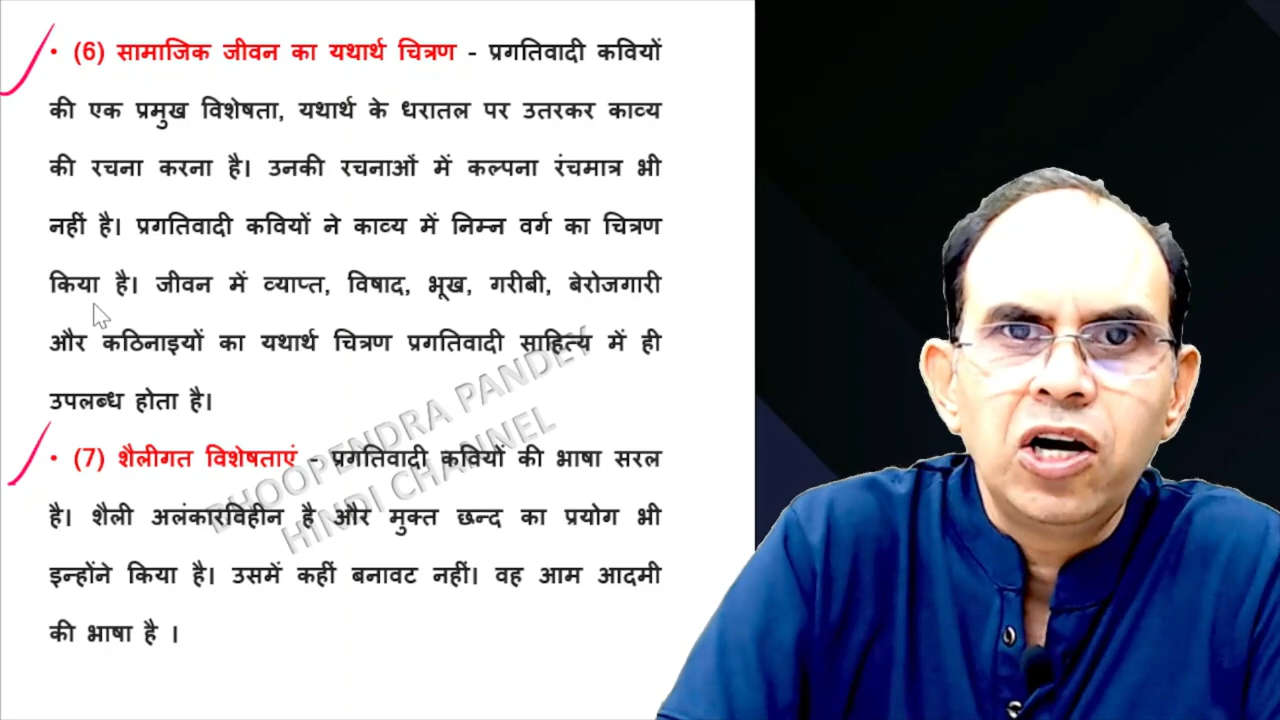 • (6) सामाजिक जीवन का यथार्थ चित्रण - प्रगतिवादी कवियों
की एक प्रमुख विशेषता, यथार्थ के धरातल पर उतरकर काव्य
की रचना करना है। उनकी रचनाओं में कल्पना रंचमात्र भी
नहीं है। प्रगतिवादी कवियों ने काव्य में निम्न वर्ग का चित्रण
किया है। जीवन में व्याप्त, विषाद, भूख, गरीबी, बेरोजगारी
और कठिनाइयों का यथार्थ चित्रण प्रगतिवादी साहित्य में ही
उपलब्ध होता है।
• (7) शैलीगत विशेषताएं - प्रगतिवादी कवियों की भाषा सरल
है। शैली अलंकारविहीन है और मुक्त छन्द का प्रयोग भी
इन्होंने किया है। उसमें कहीं बनावट नहीं। वह आम आदमी
की भाषा है ।
BHOOPENDRA PANDEY
HINDI CHANNEL